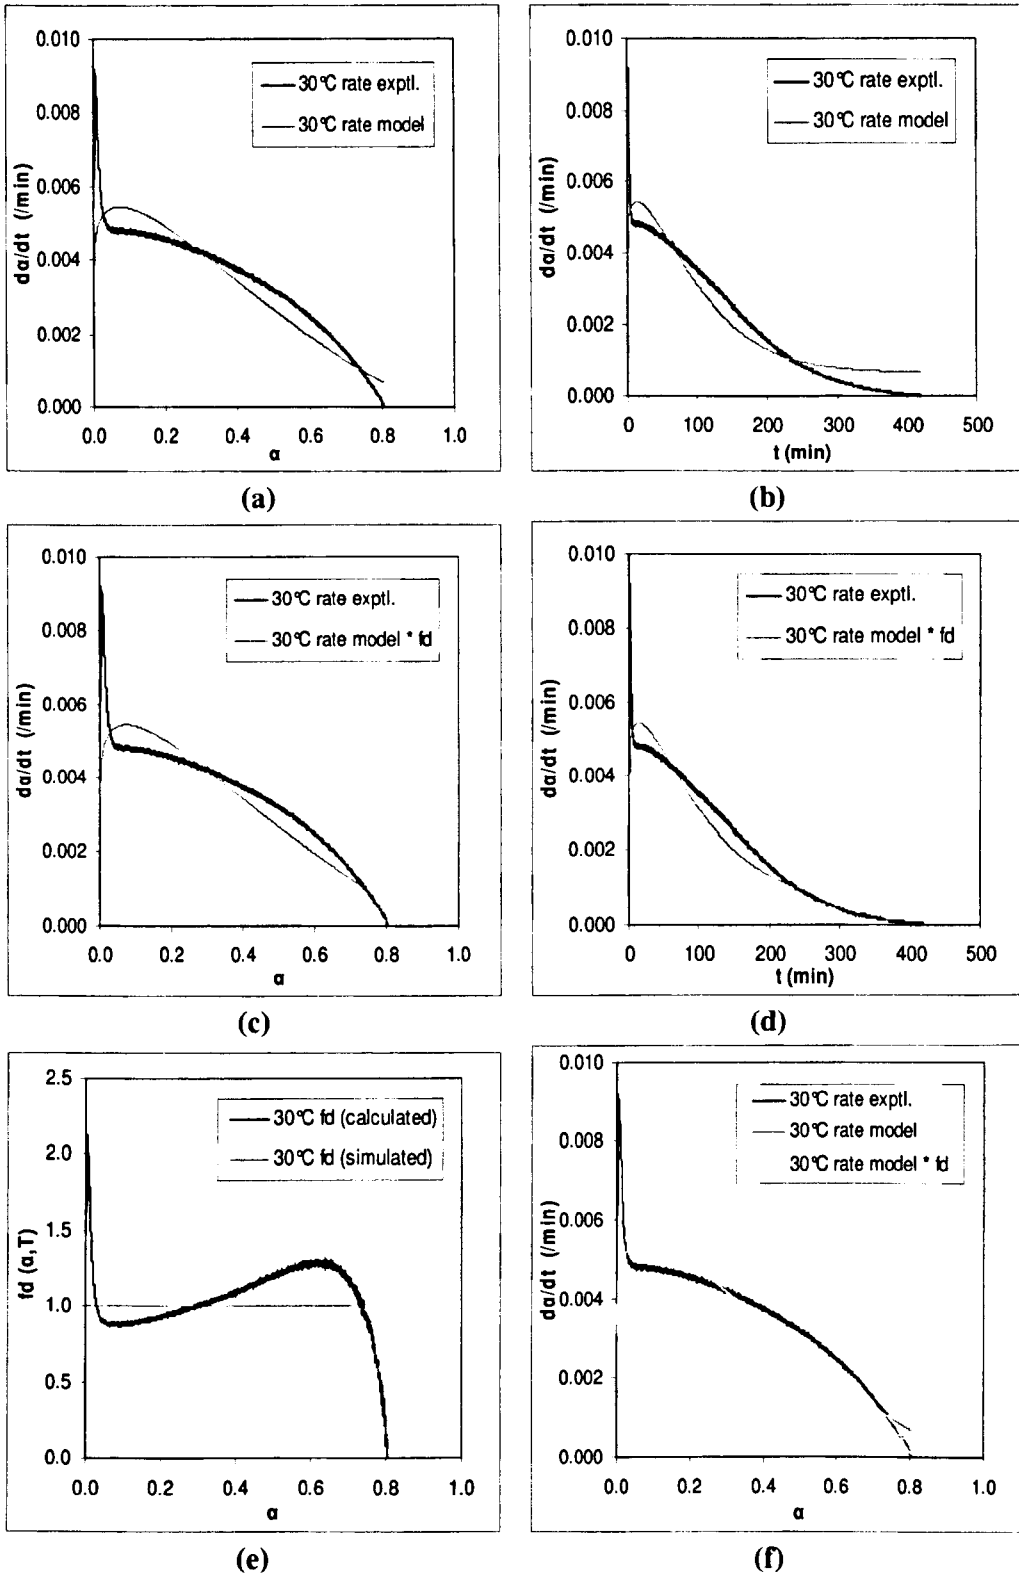 0.010
0.008
0.006
0.004
0.002
0.000
da/dt (/min)
30°C rate exptl.
30°C rate model
0.0 0.2 0.4 0.6 0.8 1.0
α
(a)
0.010
0.008
0.006
0.004
0.002
0.000
da/dt (/min)
30°C rate exptl.
30°C rate model
0 100 200 300 400 500
t (min)
(b)
0.010
0.008
0.006
0.004
0.002
0.000
da/dt (/min)
30°C rate exptl.
30°C rate model * fd
0.0 0.2 0.4 0.6 0.8 1.0
α
(c)
0.010
0.008
0.006
0.004
0.002
0.000
da/dt (/min)
30°C rate exptl.
30°C rate model * fd
0 100 200 300 400 500
t (min)
(d)
2.5
2.0
1.5
1.0
0.5
0.0
fd (α,T)
30°C fd (calculated)
30°C fd (simulated)
0.0 0.2 0.4 0.6 0.8 1.0
α
(e)
0.010
0.008
0.006
0.004
0.002
0.000
da/dt (/min)
30°C rate exptl.
30°C rate model
30°C rate model * fd
0.0 0.2 0.4 0.6 0.8 1.0
α
(f)